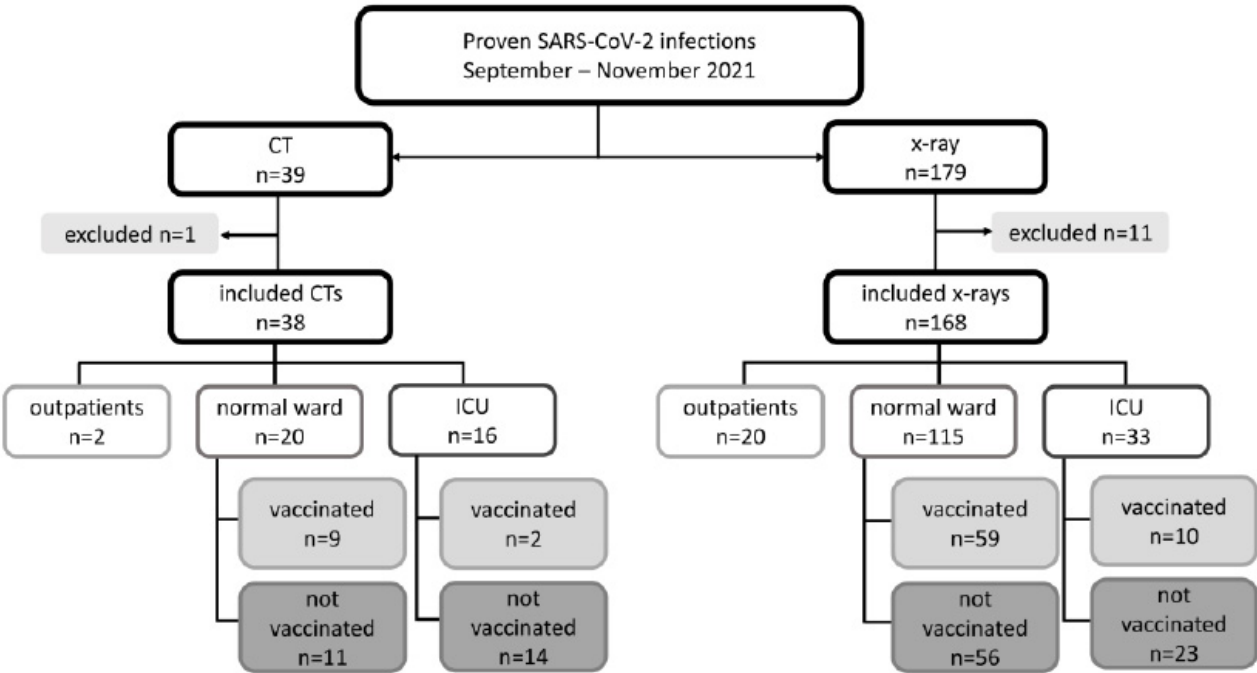 Proven SARS-CoV-2 infections
September – November 2021
CT
n=39
x-ray
n=179
excluded n=1
excluded n=11
included CTs
n=38
included x-rays
n=168
outpatients
n=2
normal ward
n=20
ICU
n=16
outpatients
n=20
normal ward
n=115
ICU
n=33
vaccinated
n=9
vaccinated
n=2
vaccinated
n=59
vaccinated
n=10
not
vaccinated
n=11
not
vaccinated
n=14
not
vaccinated
n=56
not
vaccinated
n=23